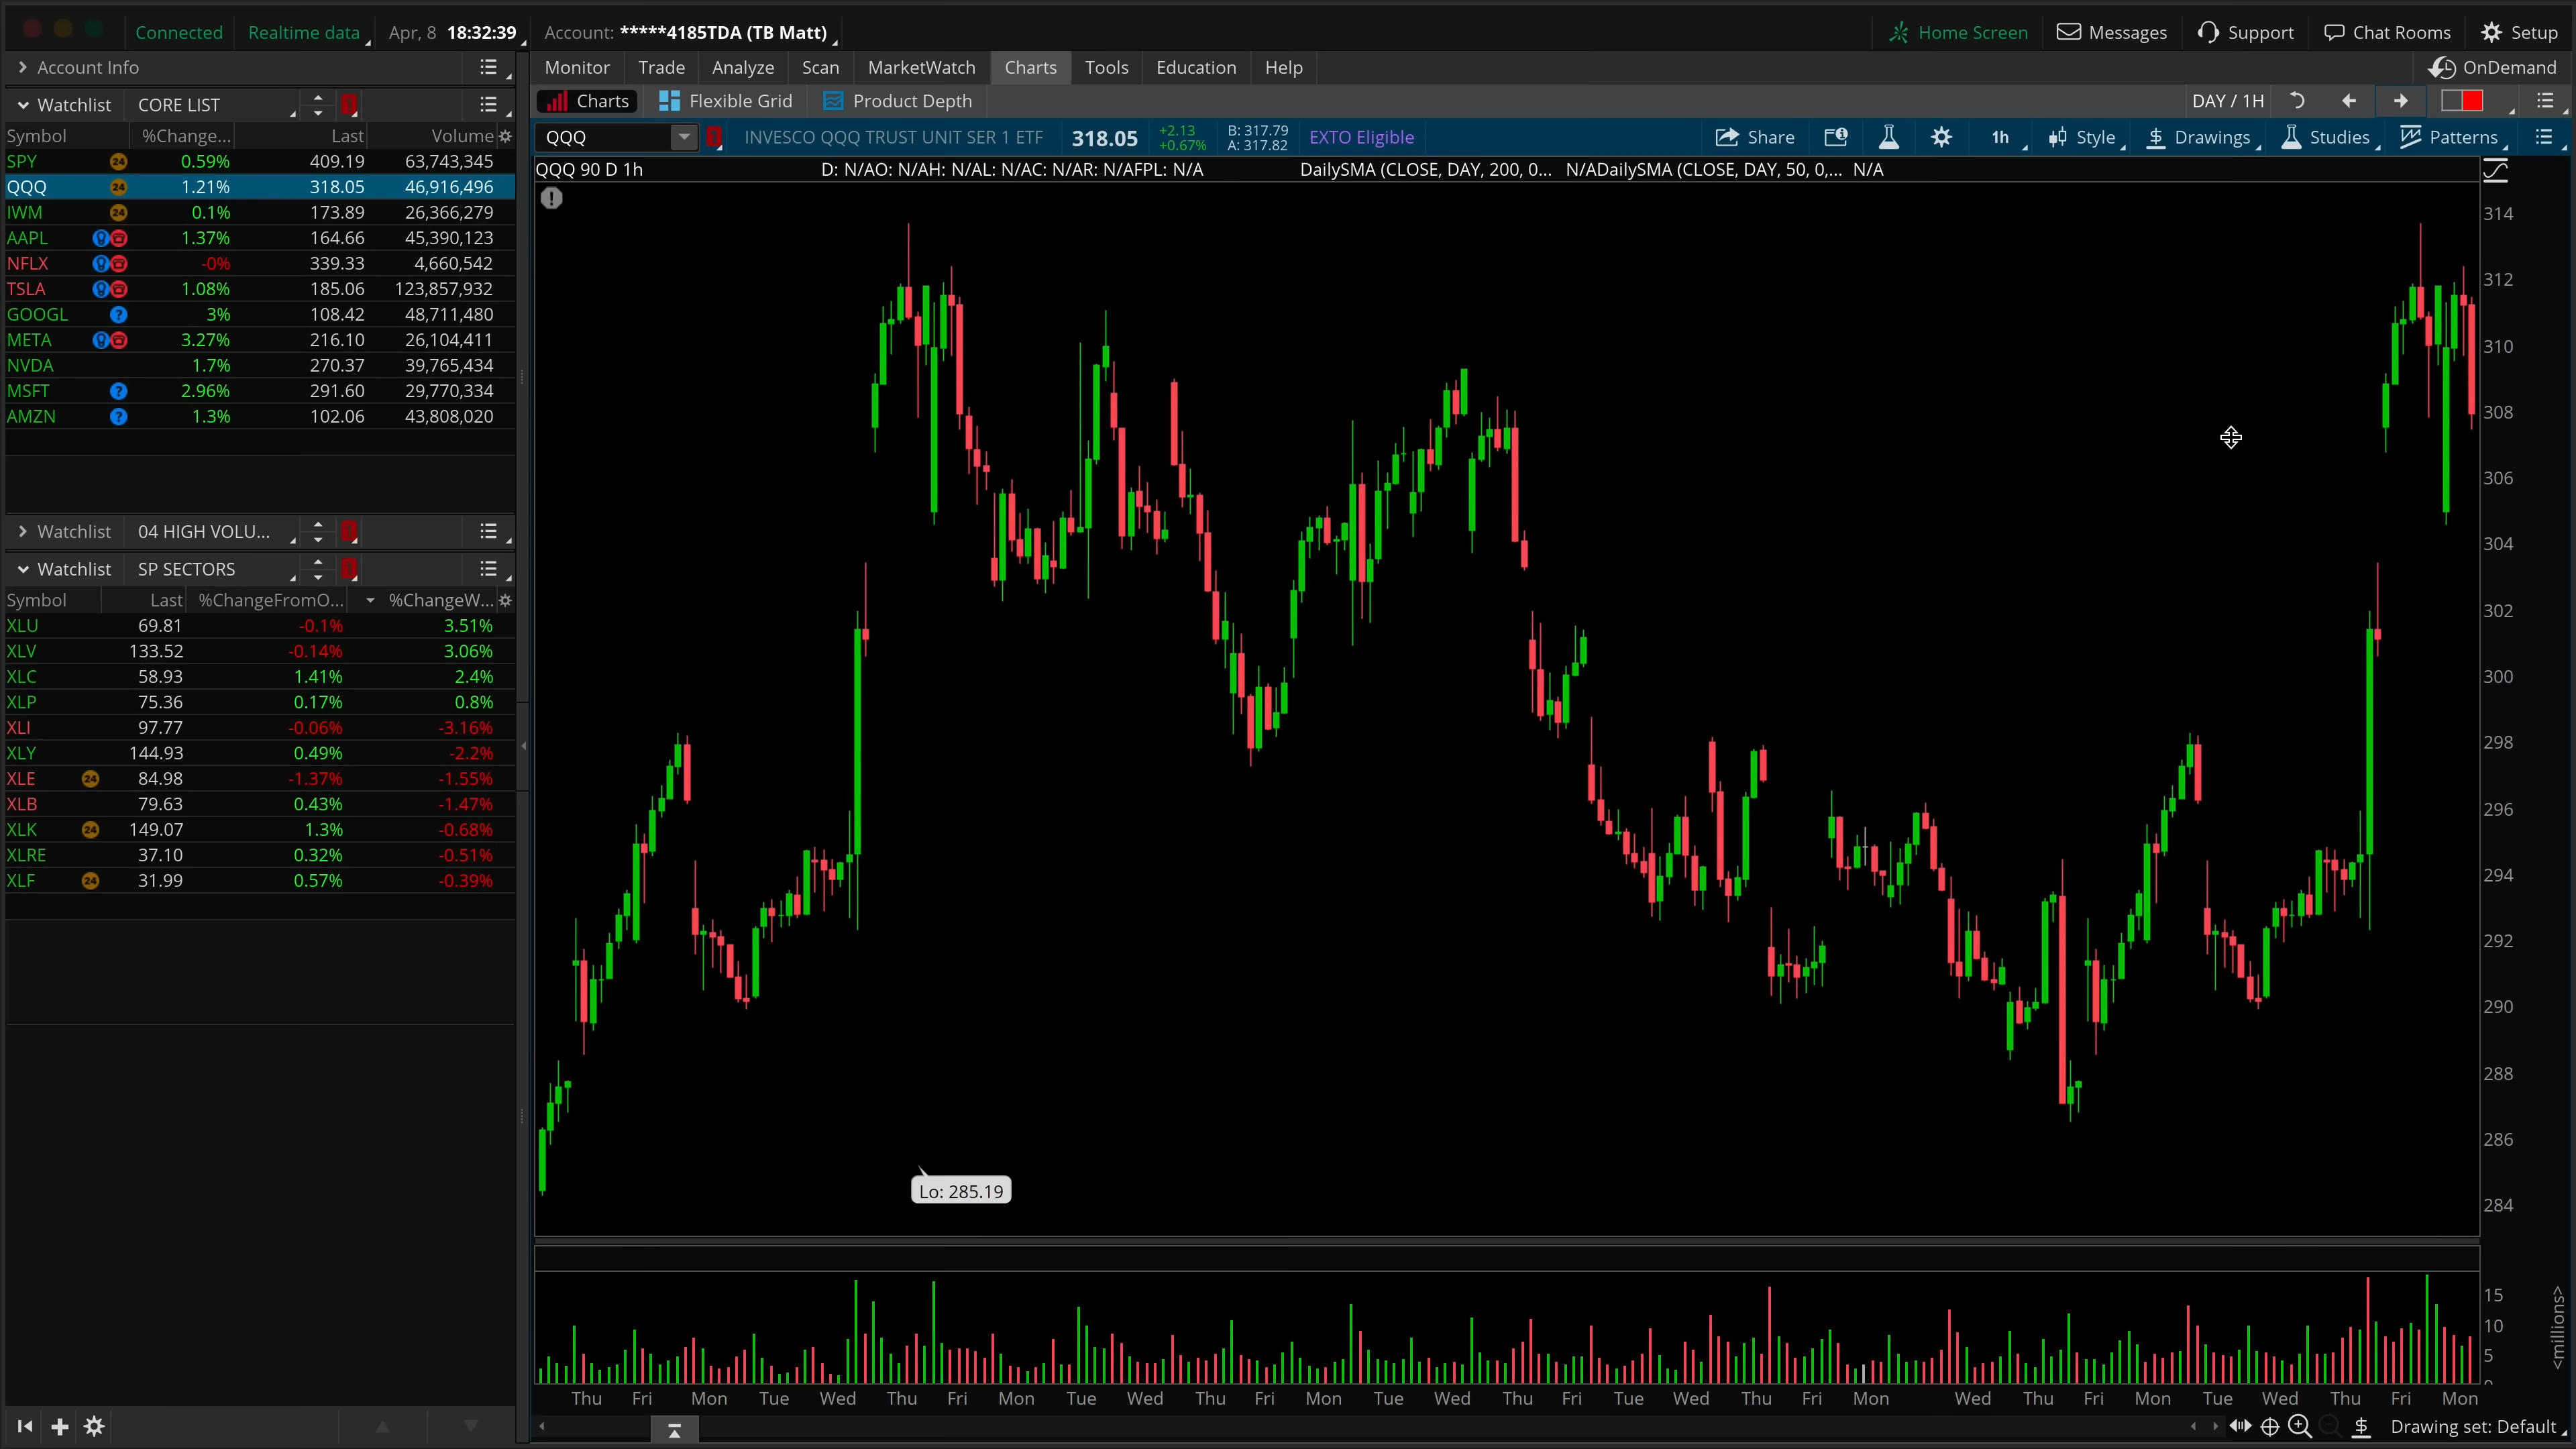 Connected Realtime data Apr, 8 18:32:39 Account: *****4185TDA (TB Matt) Home Screen Messages Support Chat Rooms Setup
Account Info
Monitor Trade Analyze Scan MarketWatch Charts Tools Education Help OnDemand
Watchlist CORE LIST
Charts Flexible Grid Product Depth DAY / 1H
Symbol %Change... Last Volume
QQQ INVESCO QQQ TRUST UNIT SER 1 ETF 318.05 +2.13 +0.67% B: 317.79 A: 317.82 EXTO Eligible Share 1h Style Drawings Studies Patterns
QQQ 90 D 1h D: N/AO: N/AH: N/AL: N/AC: N/AR: N/AFPL: N/A DailySMA (CLOSE, DAY, 200, 0... N/ADailySMA (CLOSE, DAY, 50, 0,... N/A
SPY 24 0.59% 409.19 63,743,345
QQQ 24 1.21% 318.05 46,916,496
IWM 24 0.1% 173.89 26,366,279
AAPL 1.37% 164.66 45,390,123
NFLX -0% 339.33 4,660,542
TSLA 1.08% 185.06 123,857,932
GOOGL ? 3% 108.42 48,711,480
META 3.27% 216.10 26,104,411
NVDA 1.7% 270.37 39,765,434
MSFT ? 2.96% 291.60 29,770,334
AMZN ? 1.3% 102.06 43,808,020
Watchlist 04 HIGH VOLU...
Watchlist SP SECTORS
Symbol Last %ChangeFromO... %ChangeW...
XLU 69.81 -0.1% 3.51%
XLV 133.52 -0.14% 3.06%
XLC 58.93 1.41% 2.4%
XLP 75.36 0.17% 0.8%
XLI 97.77 -0.06% -3.16%
XLY 144.93 0.49% -2.2%
XLE 24 84.98 -1.37% -1.55%
XLB 79.63 0.43% -1.47%
XLK 24 149.07 1.3% -0.68%
XLRE 37.10 0.32% -0.51%
XLF 24 31.99 0.57% -0.39%
314
312
310
308
306
304
302
300
298
296
294
292
290
288
286
284
Lo: 285.19
15
10
5
<millions>
Thu Fri Mon Tue Wed Thu Fri Mon Tue Wed Thu Fri Mon Tue Wed Thu Fri Tue Wed Thu Fri Mon Wed Thu Fri Mon Tue Wed Thu Fri Mon
Drawing set: Default